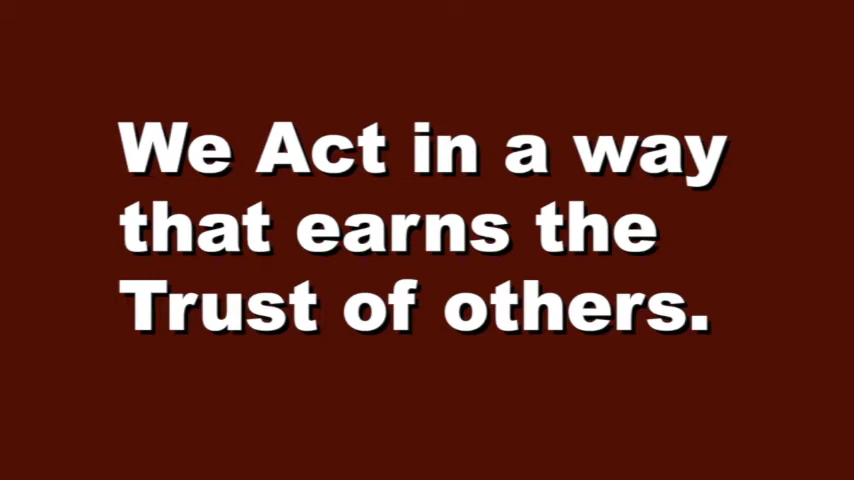 We Act in a way
that earns the
Trust of others.